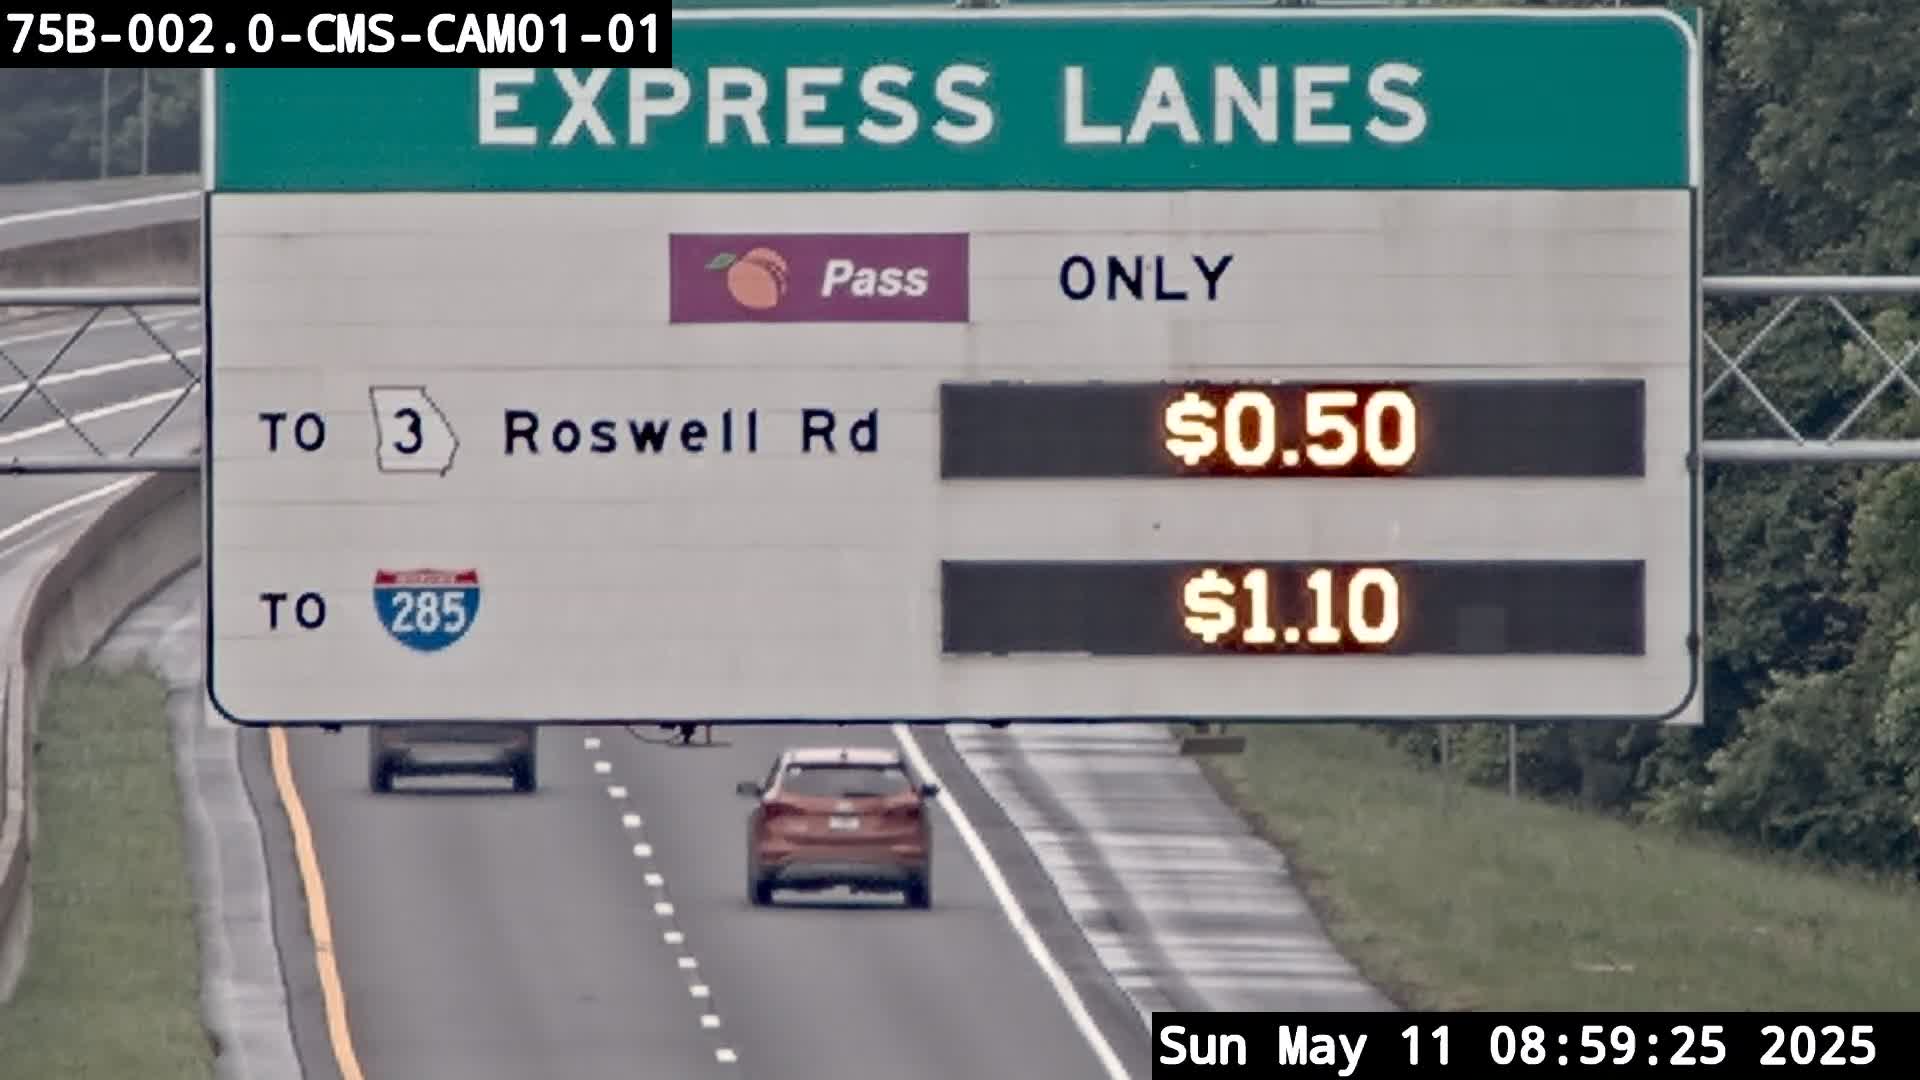 75B-002.0-CMS-CAM01-01
EXPRESS LANES
Pass ONLY
TO 3 Roswell Rd $0.50
TO 285 $1.10
Sun May 11 08:59:25 2025